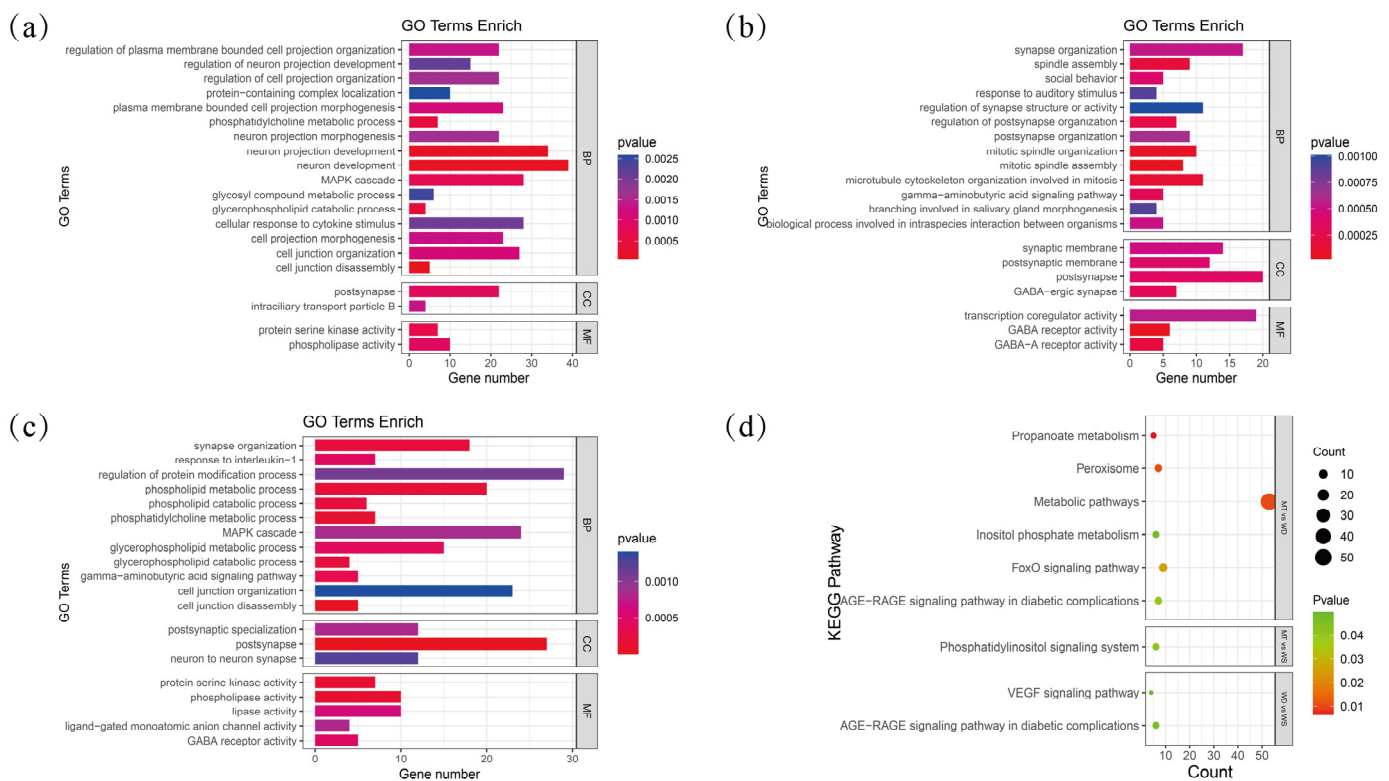 (a)
GO Terms Enrich
GO Terms
regulation of plasma membrane bounded cell projection organization
regulation of neuron projection development
regulation of cell projection organization
protein-containing complex localization
plasma membrane bounded cell projection morphogenesis
phosphatidylcholine metabolic process
neuron projection morphogenesis
neuron projection development
neuron development
MAPK cascade
glycosyl compound metabolic process
glycerophospholipid catabolic process
cellular response to cytokine stimulus
cell projection morphogenesis
cell junction organization
cell junction disassembly
BP
postsynapse
intraciliary transport particle B
CC
protein serine kinase activity
phospholipase activity
MF
0 10 20 30 40
Gene number
pvalue
0.0025
0.0020
0.0015
0.0010
0.0005
(b)
GO Terms Enrich
GO Terms
synapse organization
spindle assembly
social behavior
response to auditory stimulus
regulation of synapse structure or activity
regulation of postsynapse organization
postsynapse organization
mitotic spindle organization
mitotic spindle assembly
microtubule cytoskeleton organization involved in mitosis
gamma-aminobutyric acid signaling pathway
branching involved in salivary gland morphogenesis
biological process involved in intraspecies interaction between organisms
BP
synaptic membrane
postsynaptic membrane
postsynapse
GABA-ergic synapse
CC
transcription coregulator activity
GABA receptor activity
GABA-A receptor activity
MF
0 5 10 15 20
Gene number
pvalue
0.00100
0.00075
0.00050
0.00025
(c)
GO Terms Enrich
GO Terms
synapse organization
response to interleukin-1
regulation of protein modification process
phospholipid metabolic process
phospholipid catabolic process
phosphatidylcholine metabolic process
MAPK cascade
glycerophospholipid metabolic process
glycerophospholipid catabolic process
gamma-aminobutyric acid signaling pathway
cell junction organization
cell junction disassembly
BP
postsynaptic specialization
postsynapse
neuron to neuron synapse
CC
protein serine kinase activity
phospholipase activity
lipase activity
ligand-gated monoatomic anion channel activity
GABA receptor activity
MF
0 10 20 30
Gene number
pvalue
0.0010
0.0005
(d)
KEGG Pathway
Propanoate metabolism
Peroxisome
Metabolic pathways
Inositol phosphate metabolism
FoxO signaling pathway
AGE-RAGE signaling pathway in diabetic complications
MT vs WD
Phosphatidylinositol signaling system
MT vs WS
VEGF signaling pathway
AGE-RAGE signaling pathway in diabetic complications
WD vs WS
10 20 30 40 50
Count
Count
10
20
30
40
50
Pvalue
0.04
0.03
0.02
0.01